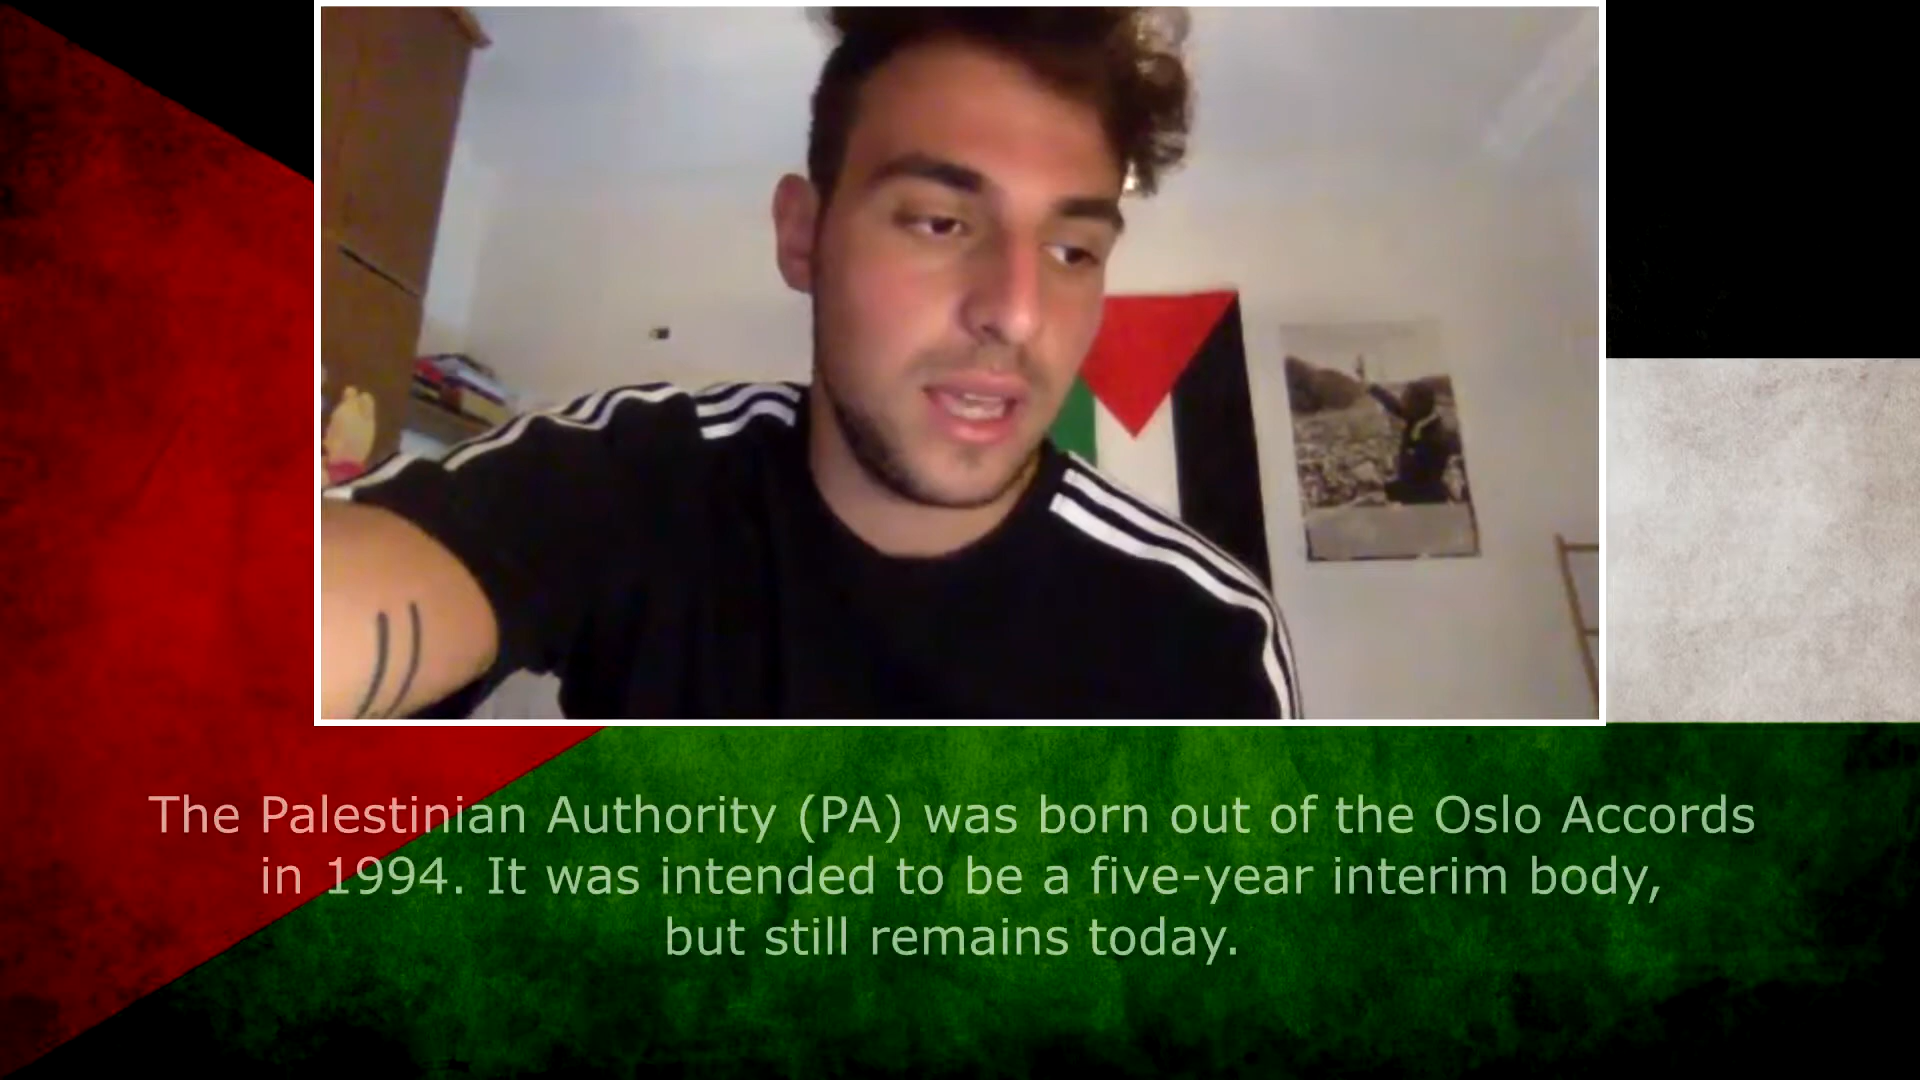 The Palestinian Authority (PA) was born out of the Oslo Accords
in 1994. It was intended to be a five-year interim body,
but still remains today.